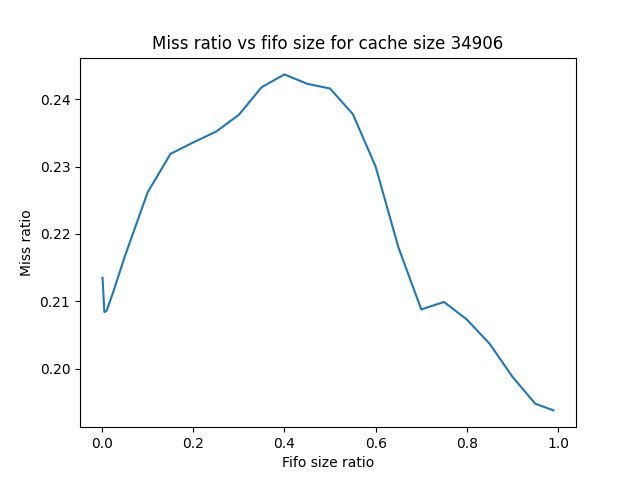 Miss ratio vs fifo size for cache size 34906
0.24
0.23
0.22
0.21
0.20
Miss ratio
0.0 0.2 0.4 0.6 0.8 1.0
Fifo size ratio